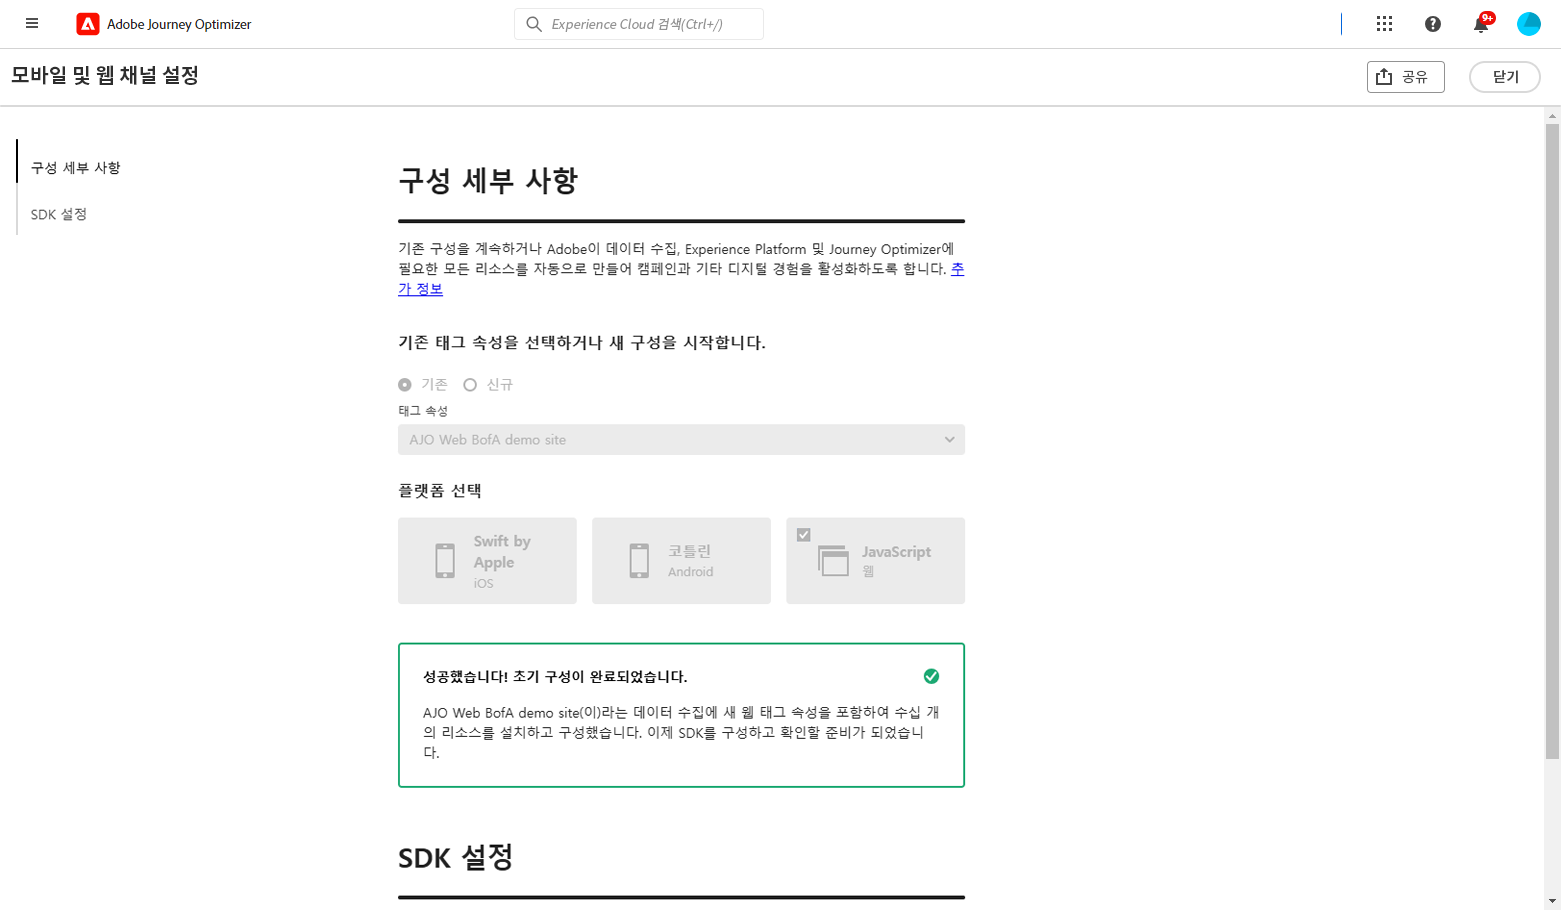 Adobe Journey Optimizer
Experience Cloud 검색(Ctrl+/)
9+
모바일 및 웹 채널 설정
공유
닫기
구성 세부 사항
SDK 설정
구성 세부 사항
기존 구성을 계속하거나 Adobe이 데이터 수집, Experience Platform 및 Journey Optimizer에
필요한 모든 리소스를 자동으로 만들어 캠페인과 기타 디지털 경험을 활성화하도록 합니다. 추
가 정보
기존 태그 속성을 선택하거나 새 구성을 시작합니다.
기존
신규
태그 속성
AJO Web BofA demo site
플랫폼 선택
Swift by
Apple
iOS
코틀린
Android
JavaScript
웹
성공했습니다! 초기 구성이 완료되었습니다.
AJO Web BofA demo site(이)라는 데이터 수집에 새 웹 태그 속성을 포함하여 수십 개
의 리소스를 설치하고 구성했습니다. 이제 SDK를 구성하고 확인할 준비가 되었습니
다.
SDK 설정